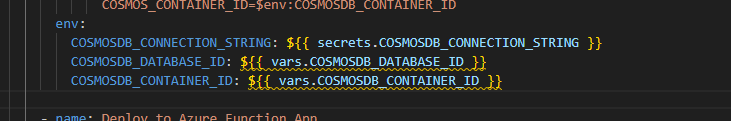 COSMOS_CONTAINER_ID=$env:COSMOSDB_CONTAINER_ID
env:
COSMOSDB_CONNECTION_STRING: ${{ secrets.COSMOSDB_CONNECTION_STRING }}
COSMOSDB_DATABASE_ID: ${{ vars.COSMOSDB_DATABASE_ID }}
COSMOSDB_CONTAINER_ID: ${{ vars.COSMOSDB_CONTAINER_ID }}
- name: Deploy to Azure Function App